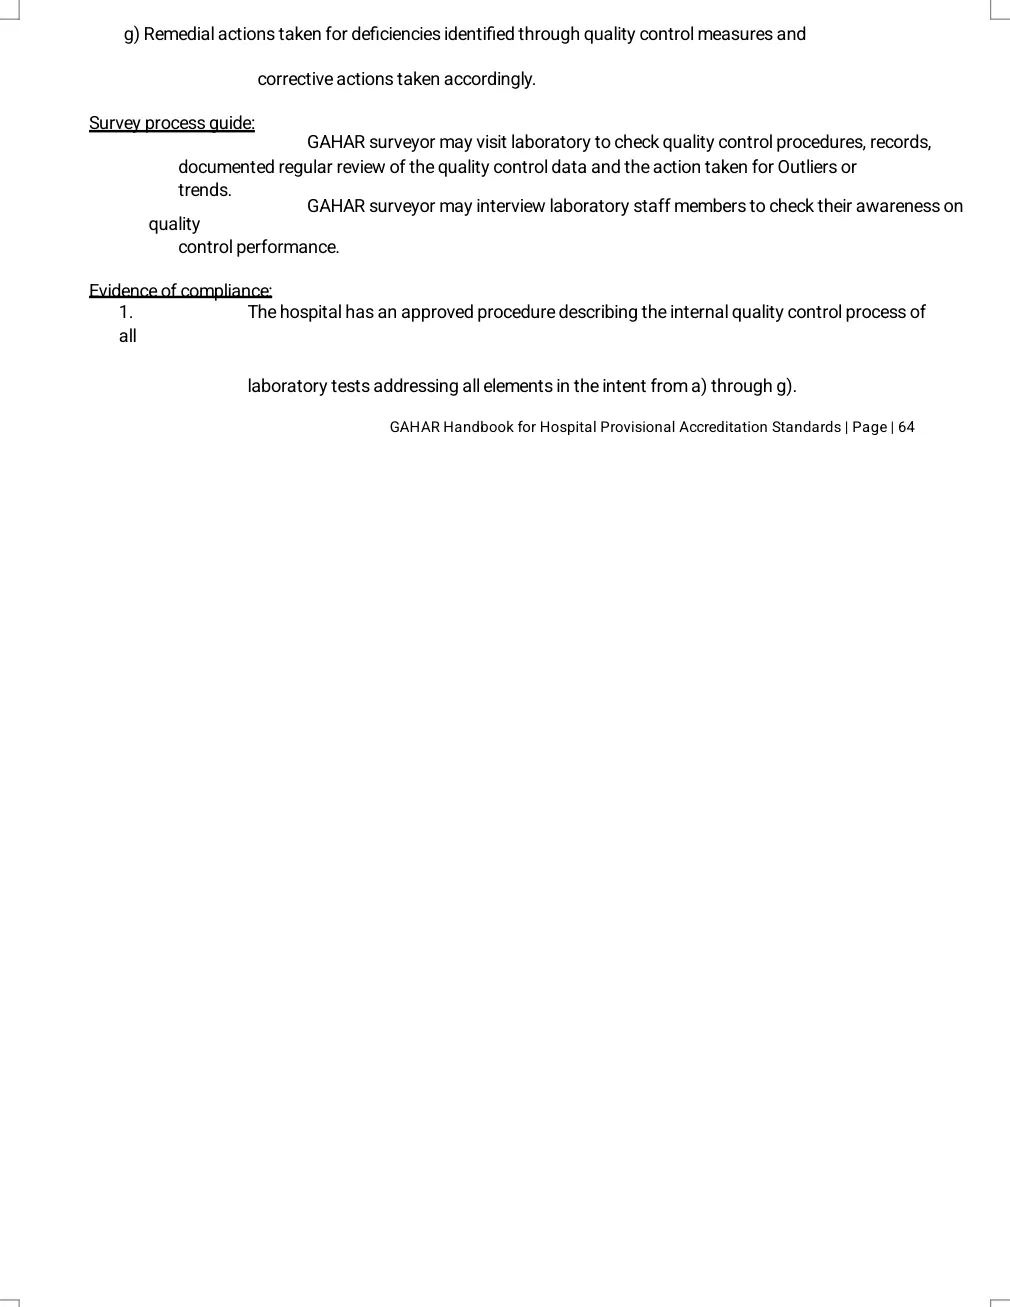 g) Remedial actions taken for deficiencies identified through quality control measures and
corrective actions taken accordingly.
Survey process guide:
GAHAR surveyor may visit laboratory to check quality control procedures, records,
documented regular review of the quality control data and the action taken for Outliers or
trends.
GAHAR surveyor may interview laboratory staff members to check their awareness on
quality
control performance.
Evidence of compliance:
1. The hospital has an approved procedure describing the internal quality control process of
all
laboratory tests addressing all elements in the intent from a) through g).
GAHAR Handbook for Hospital Provisional Accreditation Standards | Page | 64